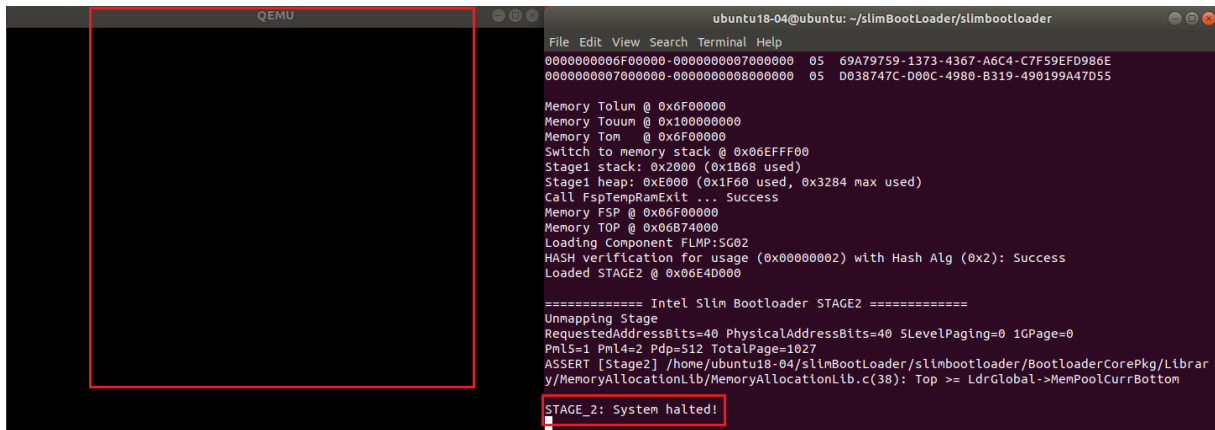 QEMU
ubuntu18-04@ubuntu: ~/slimBootLoader/slimbootloader
File Edit View Search Terminal Help
0000000006F00000-0000000007000000 05 69A79759-1373-4367-A6C4-C7F59EFD986E
0000000007000000-0000000008000000 05 D038747C-D00C-4980-B319-490199A47D55
Memory Tolum @ 0x6F00000
Memory Touum @ 0x100000000
Memory Tom @ 0x6F00000
Switch to memory stack @ 0x06EFFF00
Stage1 stack: 0x2000 (0x1B68 used)
Stage1 heap: 0xE000 (0x1F60 used, 0x3284 max used)
Call FspTempRamExit ... Success
Memory FSP @ 0x06F00000
Memory TOP @ 0x06B74000
Loading Component FLMP:SG02
HASH verification for usage (0x00000002) with Hash Alg (0x2): Success
Loaded STAGE2 @ 0x06E4D000
============= Intel Slim Bootloader STAGE2 =============
Unmapping Stage
RequestedAddressBits=40 PhysicalAddressBits=40 5LevelPaging=0 1GPage=0
Pml5=1 Pml4=2 Pdp=512 TotalPage=1027
ASSERT [Stage2] /home/ubuntu18-04/slimBootLoader/slimbootloader/BootloaderCorePkg/Librar
y/MemoryAllocationLib/MemoryAllocationLib.c(38): Top >= LdrGlobal->MemPoolCurrBottom
STAGE_2: System halted!